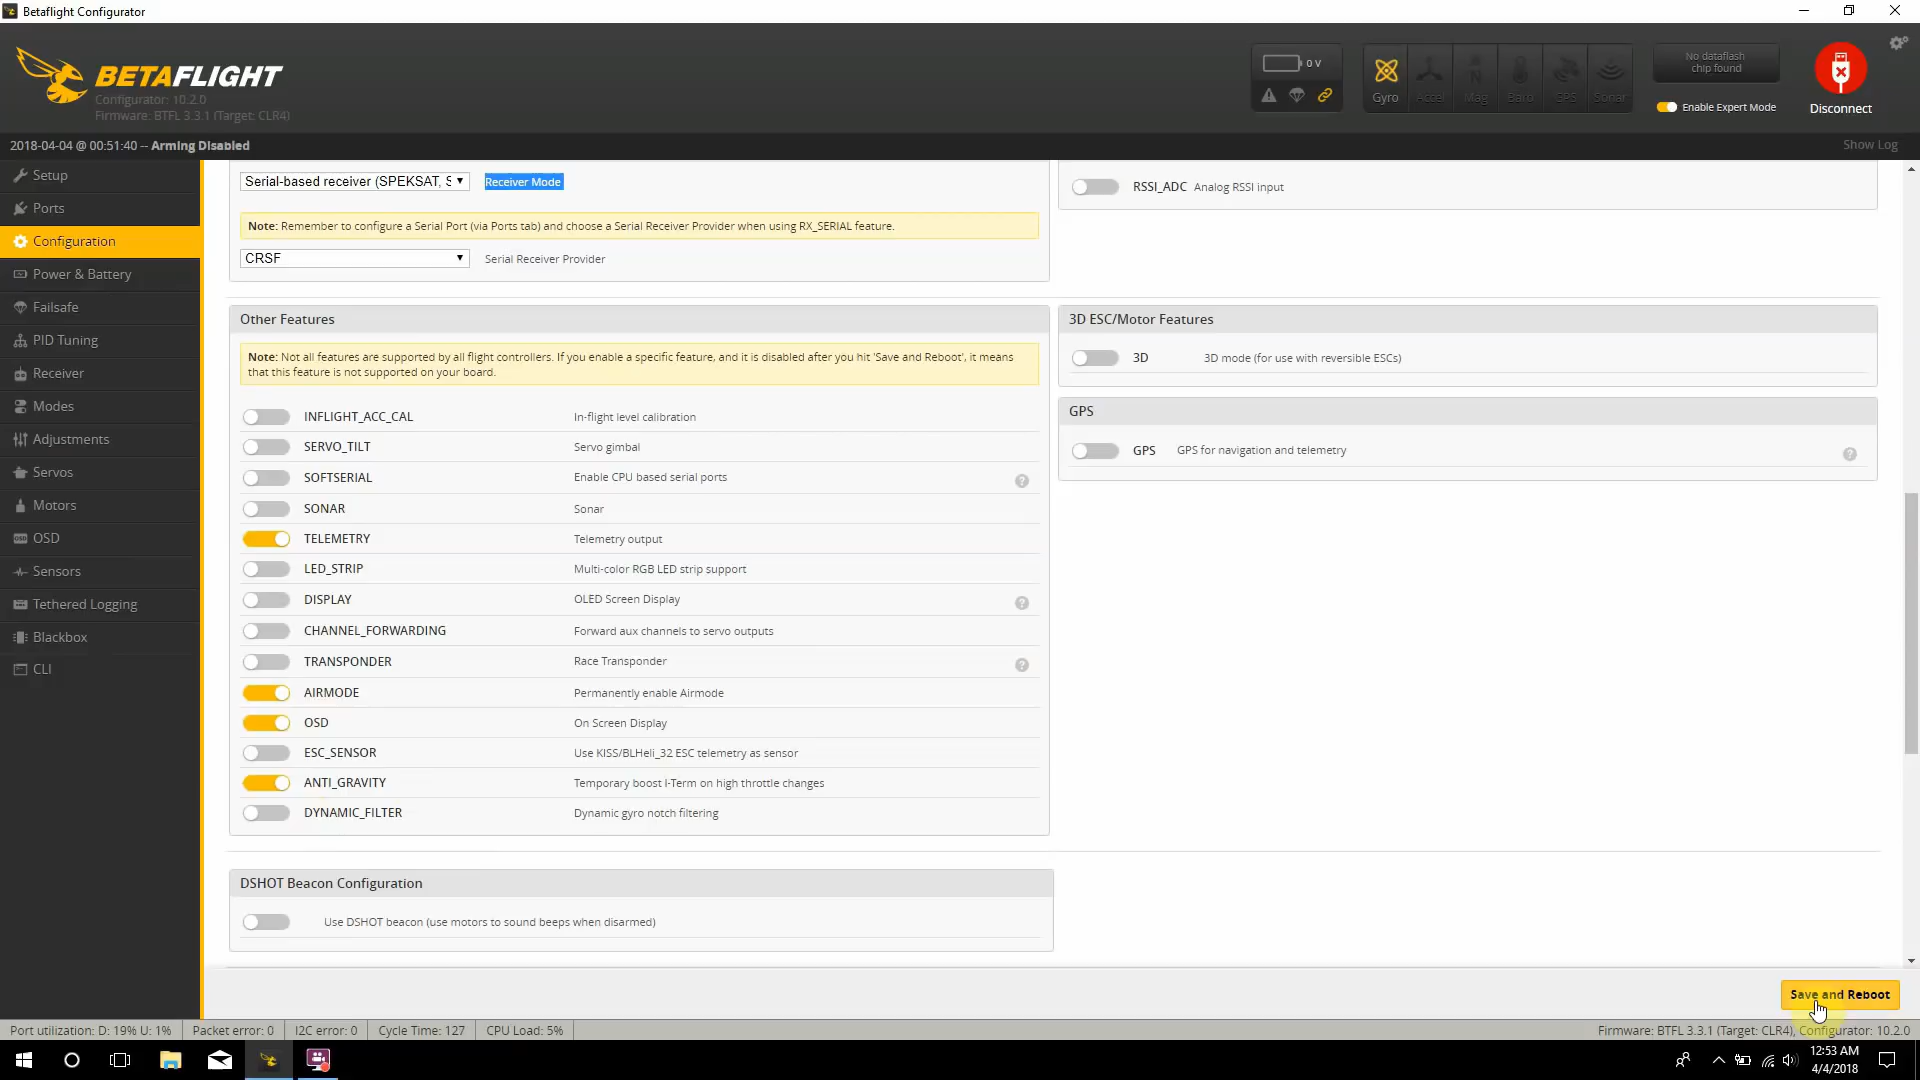 Betaflight Configurator
BETAFLIGHT
Configurator: 10.2.0
Firmware: BTFL 3.3.1 (Target: CLR4)
0 V
Gyro
Accel
Mag
Baro
GPS
Sonar
No dataflash
chip found
Enable Expert Mode
Disconnect
2018-04-04 @ 00:51:40 -- Arming Disabled
Show Log
Setup
Ports
Configuration
Power & Battery
Failsafe
PID Tuning
Receiver
Modes
Adjustments
Servos
Motors
OSD
Sensors
Tethered Logging
Blackbox
CLI
Serial-based receiver (SPEKSAT, S
Receiver Mode
Note: Remember to configure a Serial Port (via Ports tab) and choose a Serial Receiver Provider when using RX_SERIAL feature.
CRSF
Serial Receiver Provider
RSSI_ADC Analog RSSI input
Other Features
Note: Not all features are supported by all flight controllers. If you enable a specific feature, and it is disabled after you hit 'Save and Reboot', it means
that this feature is not supported on your board.
INFLIGHT_ACC_CAL In-flight level calibration
SERVO_TILT Servo gimbal
SOFTSERIAL Enable CPU based serial ports ?
SONAR Sonar
TELEMETRY Telemetry output
LED_STRIP Multi-color RGB LED strip support
DISPLAY OLED Screen Display ?
CHANNEL_FORWARDING Forward aux channels to servo outputs
TRANSPONDER Race Transponder ?
AIRMODE Permanently enable Airmode
OSD On Screen Display
ESC_SENSOR Use KISS/BLHeli_32 ESC telemetry as sensor
ANTI_GRAVITY Temporary boost I-Term on high throttle changes
DYNAMIC_FILTER Dynamic gyro notch filtering
3D ESC/Motor Features
3D 3D mode (for use with reversible ESCs)
GPS
GPS GPS for navigation and telemetry ?
DSHOT Beacon Configuration
Use DSHOT beacon (use motors to sound beeps when disarmed)
Save and Reboot
Port utilization: D: 19% U: 1% Packet error: 0 I2C error: 0 Cycle Time: 127 CPU Load: 5%
Firmware: BTFL 3.3.1 (Target: CLR4), Configurator: 10.2.0
12:53 AM
4/4/2018